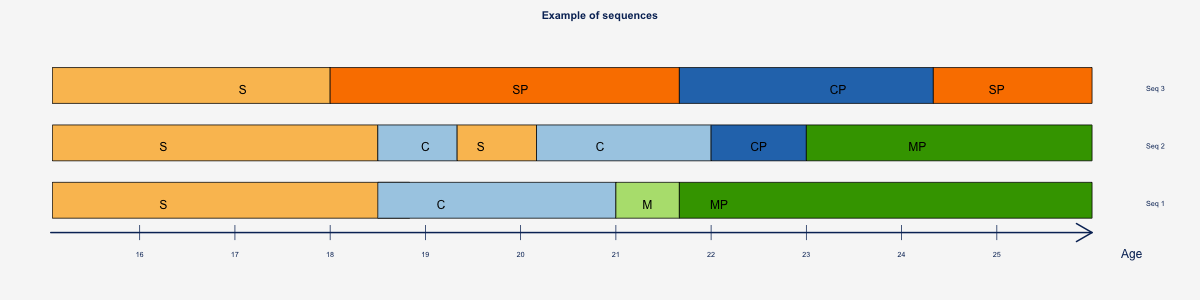 Example of sequences
S SP CP SP Seq 3
S C S C CP MP Seq 2
S C M MP Seq 1
16 17 18 19 20 21 22 23 24 25 Age